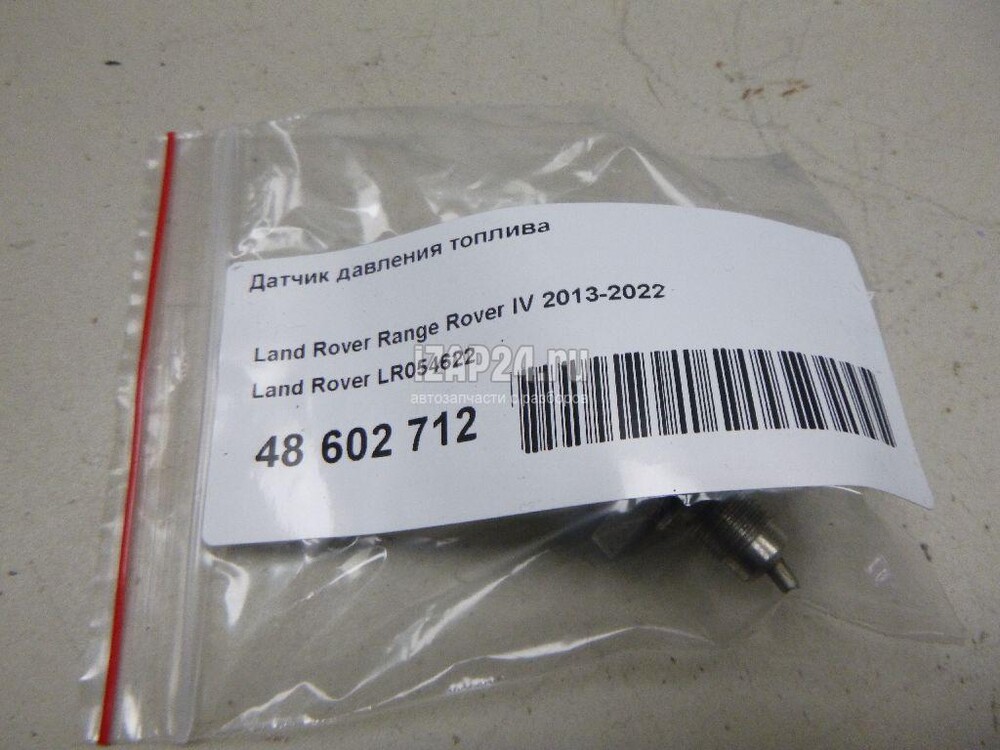 Датчик давления топлива
Land Rover Range Rover IV 2013-2022
Land Rover LR054622
iZAP24.ru
автозапчасти с разборов
48 602 712